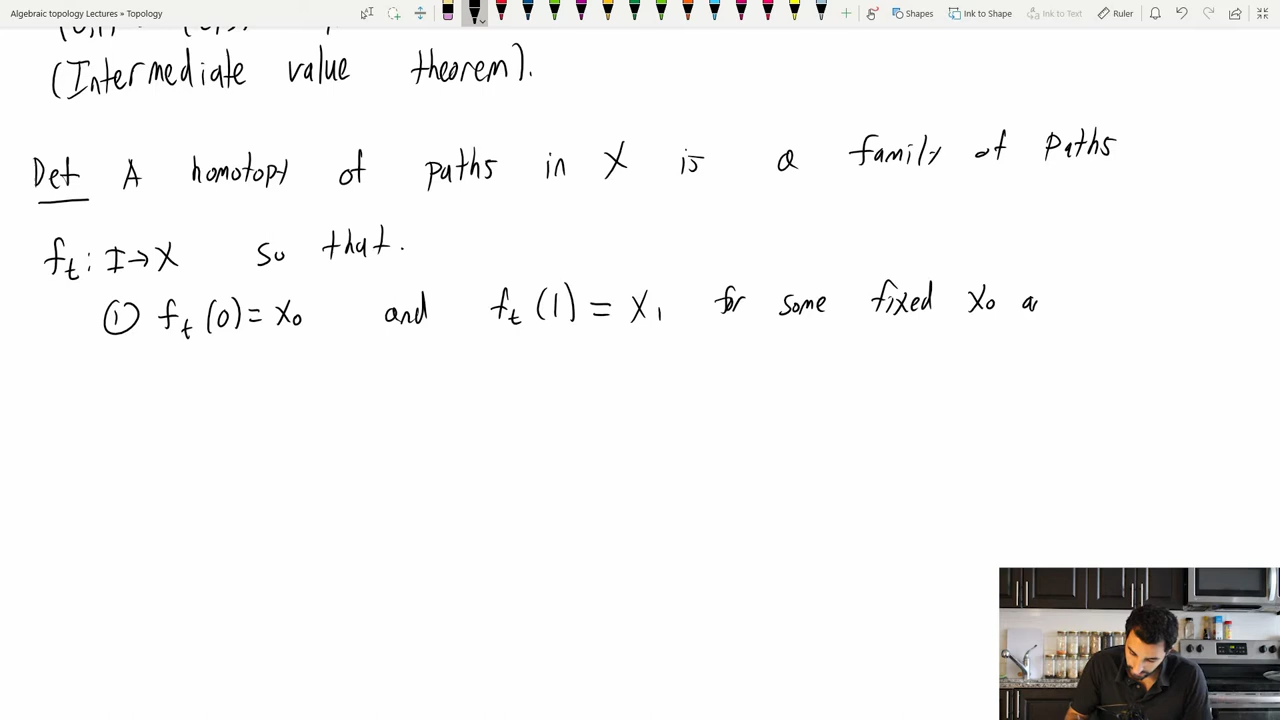 Algebraic topology Lectures » Topology
Shapes
Ink to Shape
Ink to Text
Ruler
(Intermediate value theorem).
Def A homotopy of paths in X is a family of paths
fₜ: I→X so that.
① fₜ(0)= x₀ and fₜ(1) = x₁ for some fixed x₀ a